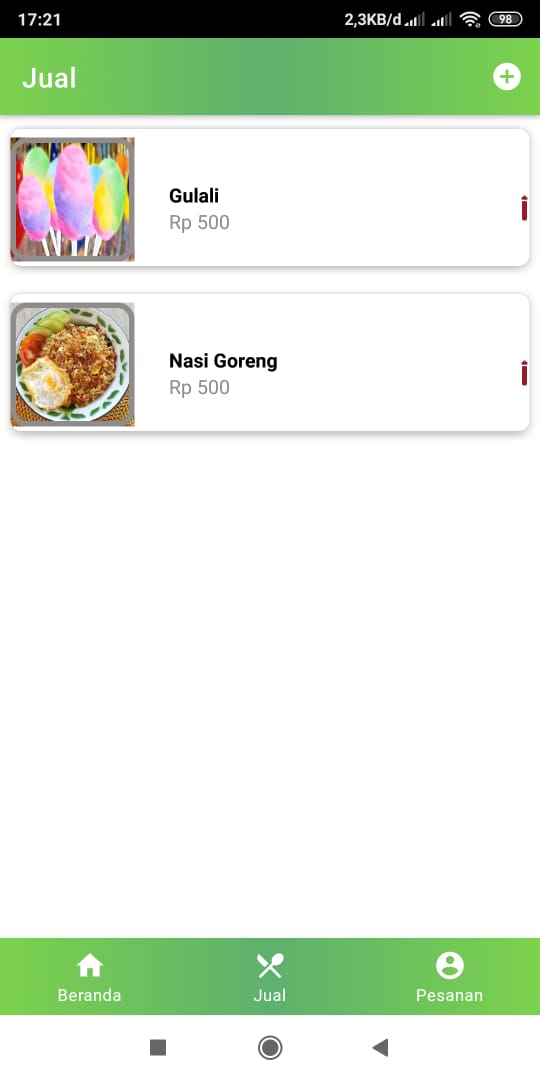 17:21 2,3KB/d 98
Jual
Gulali
Rp 500
Nasi Goreng
Rp 500
Beranda Jual Pesanan